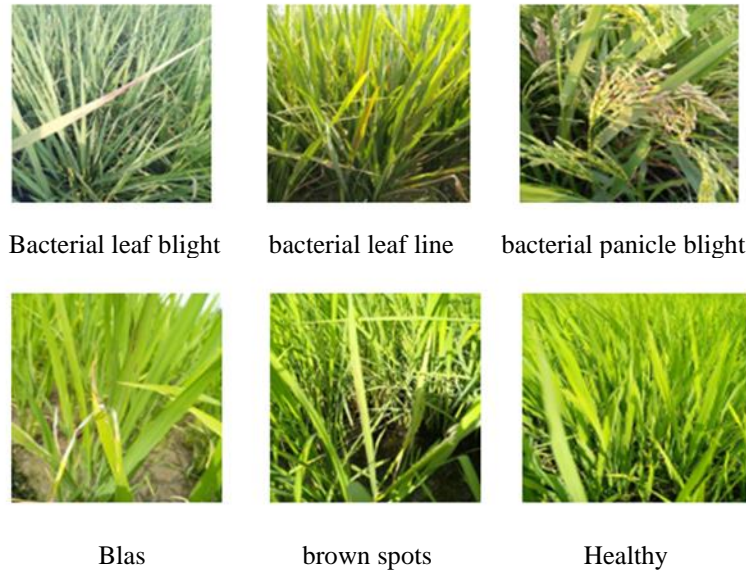 Bacterial leaf blight bacterial leaf line bacterial panicle blight
Blas brown spots Healthy